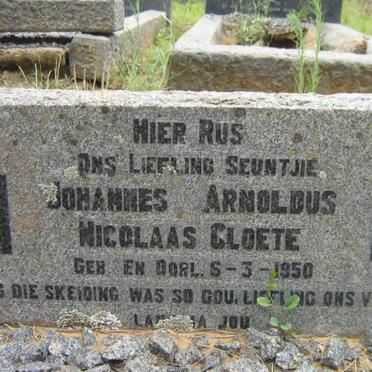 HIER RUS
ONS LIEFLING SEUNTJIE
JOHANNES ARNOLDUS
NICOLAAS CLOETE
GEB. EN OORL. 5-3-1950
DIE SKEIDING WAS SO GOU, LIEFLING ONS
JOU